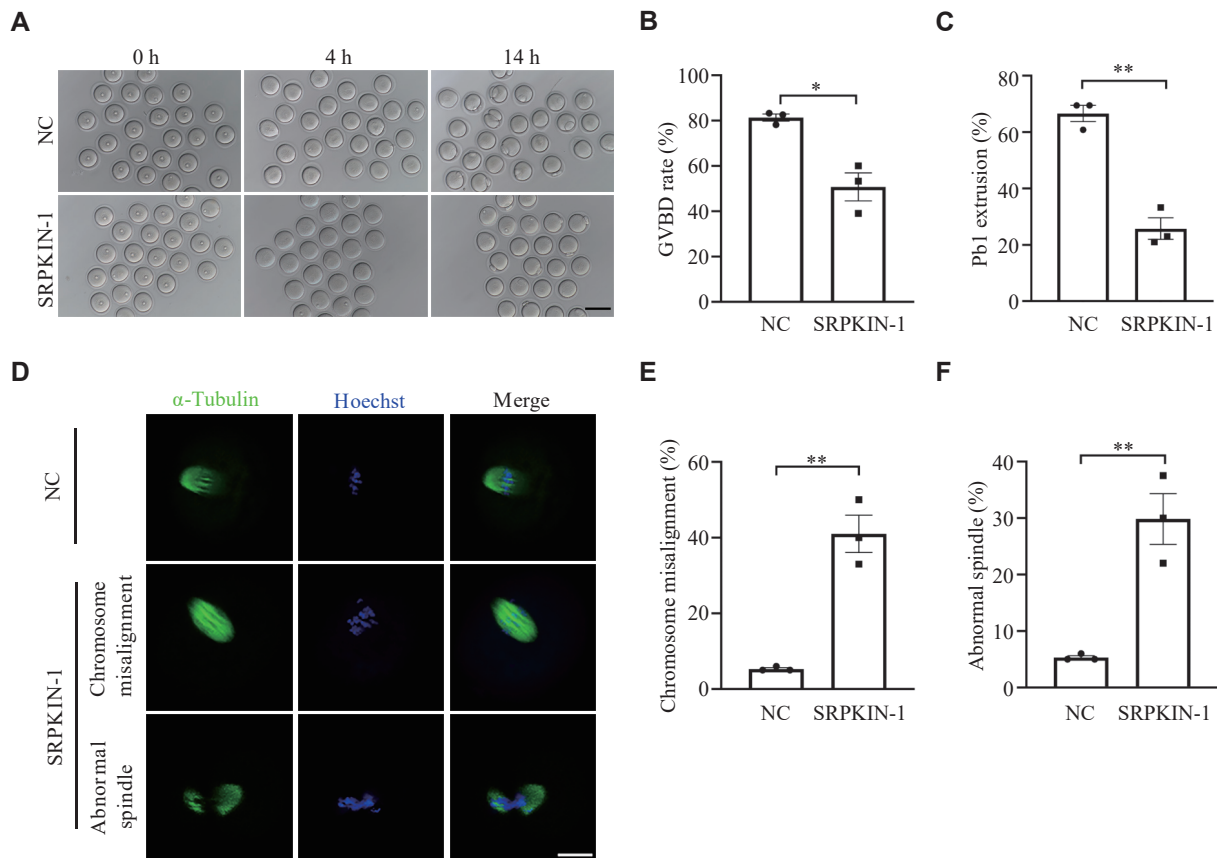 A
0 h
4 h
14 h
NC
SRPKIN-1
B
GVBD rate (%)
100
80
60
40
20
0
*
NC
SRPKIN-1
C
Pb1 extrusion (%)
80
60
40
20
0
**
NC
SRPKIN-1
D
α-Tubulin
Hoechst
Merge
NC
SRPKIN-1
Chromosome
misalignment
Abnormal
spindle
E
Chromosome misalignment (%)
60
40
20
0
**
NC
SRPKIN-1
F
Abnormal spindle (%)
40
30
20
10
0
**
NC
SRPKIN-1